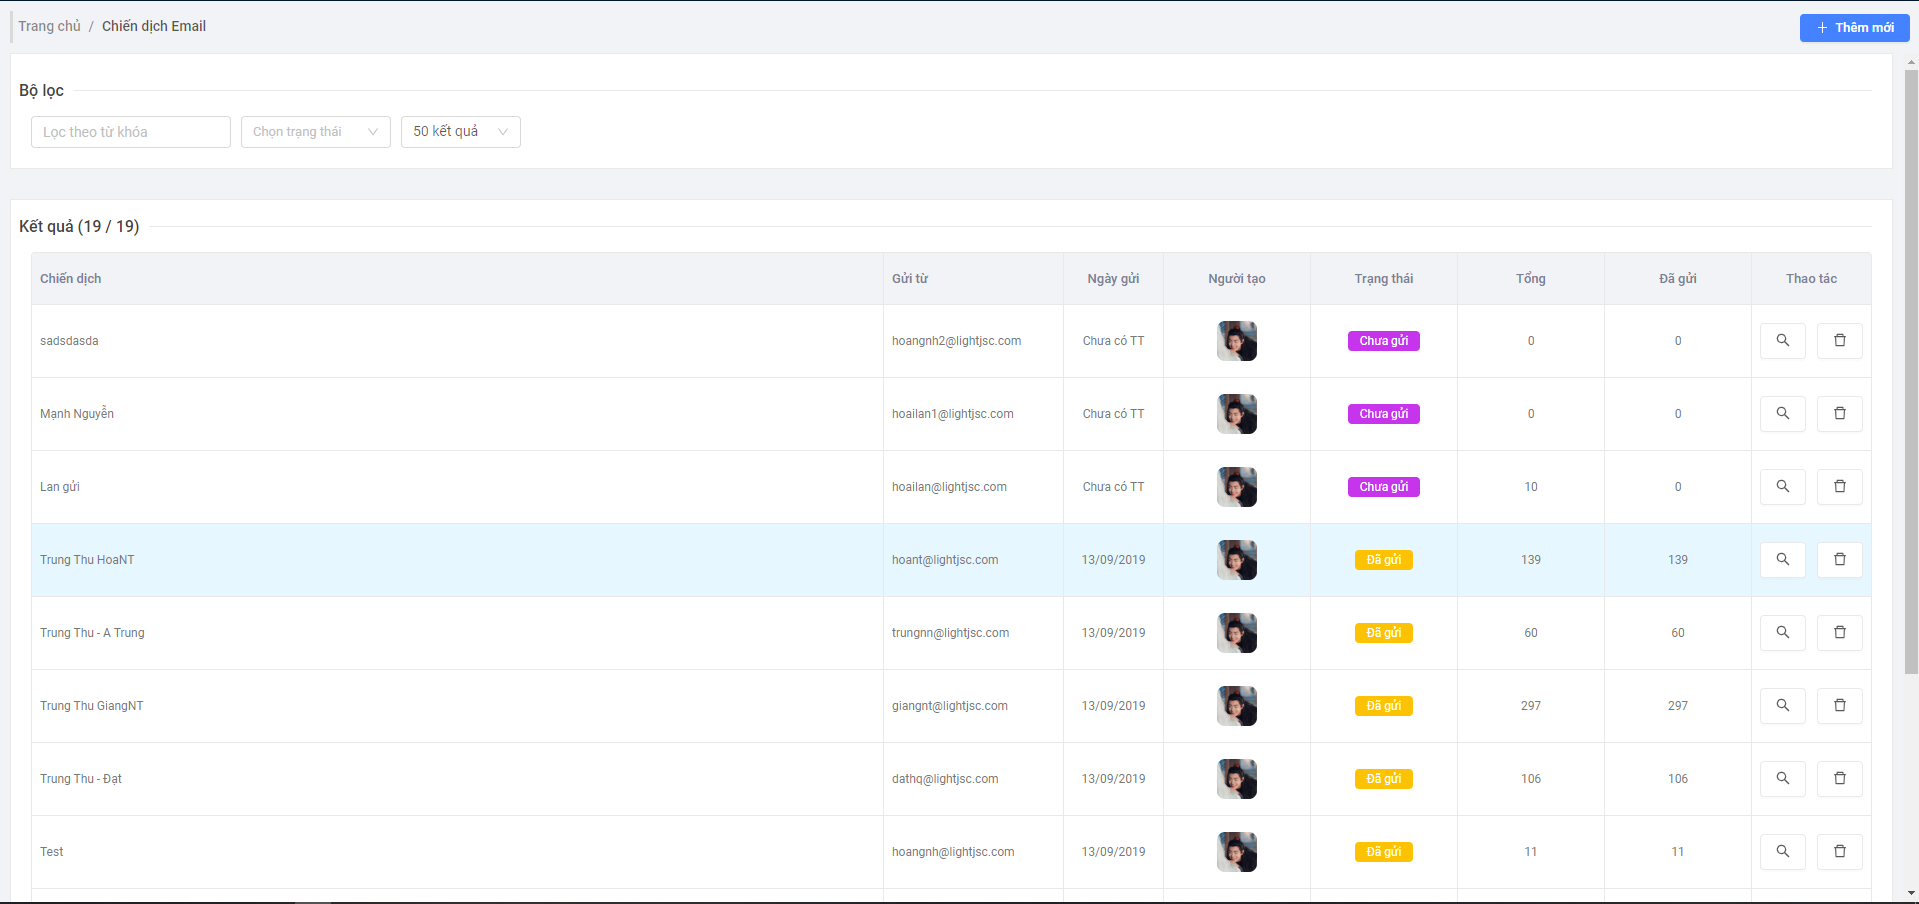 Trang chủ / Chiến dịch Email
Thêm mới
Bộ lọc
Lọc theo từ khóa Chọn trạng thái 50 kết quả
Kết quả (19 / 19)
Chiến dịch Gửi từ Ngày gửi Người tạo Trạng thái Tổng Đã gửi Thao tác
sadsdasda hoangnh2@lightjsc.com Chưa có TT Chưa gửi 0 0
Mạnh Nguyễn hoailan1@lightjsc.com Chưa có TT Chưa gửi 0 0
Lan gửi hoailan@lightjsc.com Chưa có TT Chưa gửi 10 0
Trung Thu HoaNT hoant@lightjsc.com 13/09/2019 Đã gửi 139 139
Trung Thu - A Trung trungnn@lightjsc.com 13/09/2019 Đã gửi 60 60
Trung Thu GiangNT giangnt@lightjsc.com 13/09/2019 Đã gửi 297 297
Trung Thu - Đạt dathq@lightjsc.com 13/09/2019 Đã gửi 106 106
Test hoangnh@lightjsc.com 13/09/2019 Đã gửi 11 11